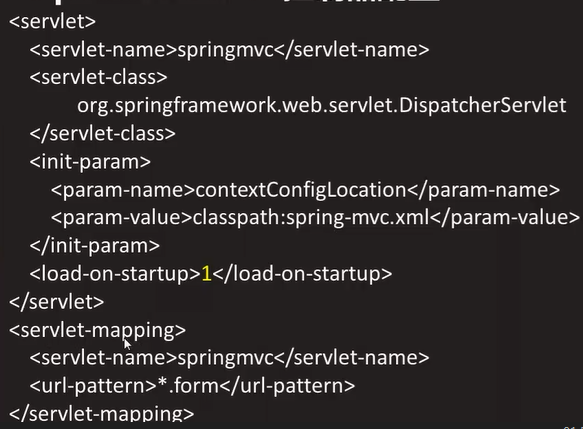 <servlet>
<servlet-name>springmvc</servlet-name>
<servlet-class>
org.springframework.web.servlet.DispatcherServlet
</servlet-class>
<init-param>
<param-name>contextConfigLocation</param-name>
<param-value>classpath:spring-mvc.xml</param-value>
</init-param>
<load-on-startup>1</load-on-startup>
</servlet>
<servlet-mapping>
<servlet-name>springmvc</servlet-name>
<url-pattern>*.form</url-pattern>
</servlet-mapping>